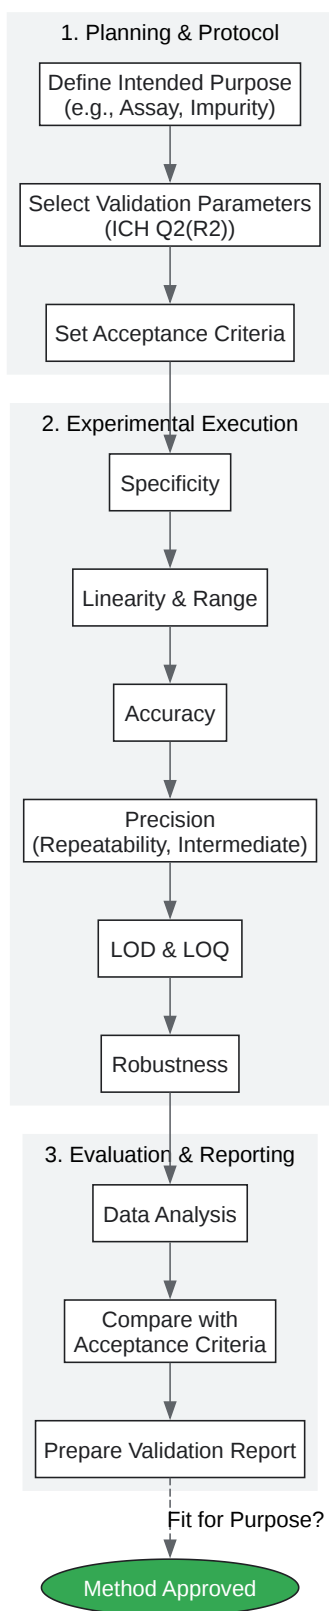 1. Planning & Protocol
Define Intended Purpose
(e.g., Assay, Impurity)
Select Validation Parameters
(ICH Q2(R2))
Set Acceptance Criteria
2. Experimental Execution
Specificity
Linearity & Range
Accuracy
Precision
(Repeatability, Intermediate)
LOD & LOQ
Robustness
3. Evaluation & Reporting
Data Analysis
Compare with
Acceptance Criteria
Prepare Validation Report
Fit for Purpose?
Method Approved